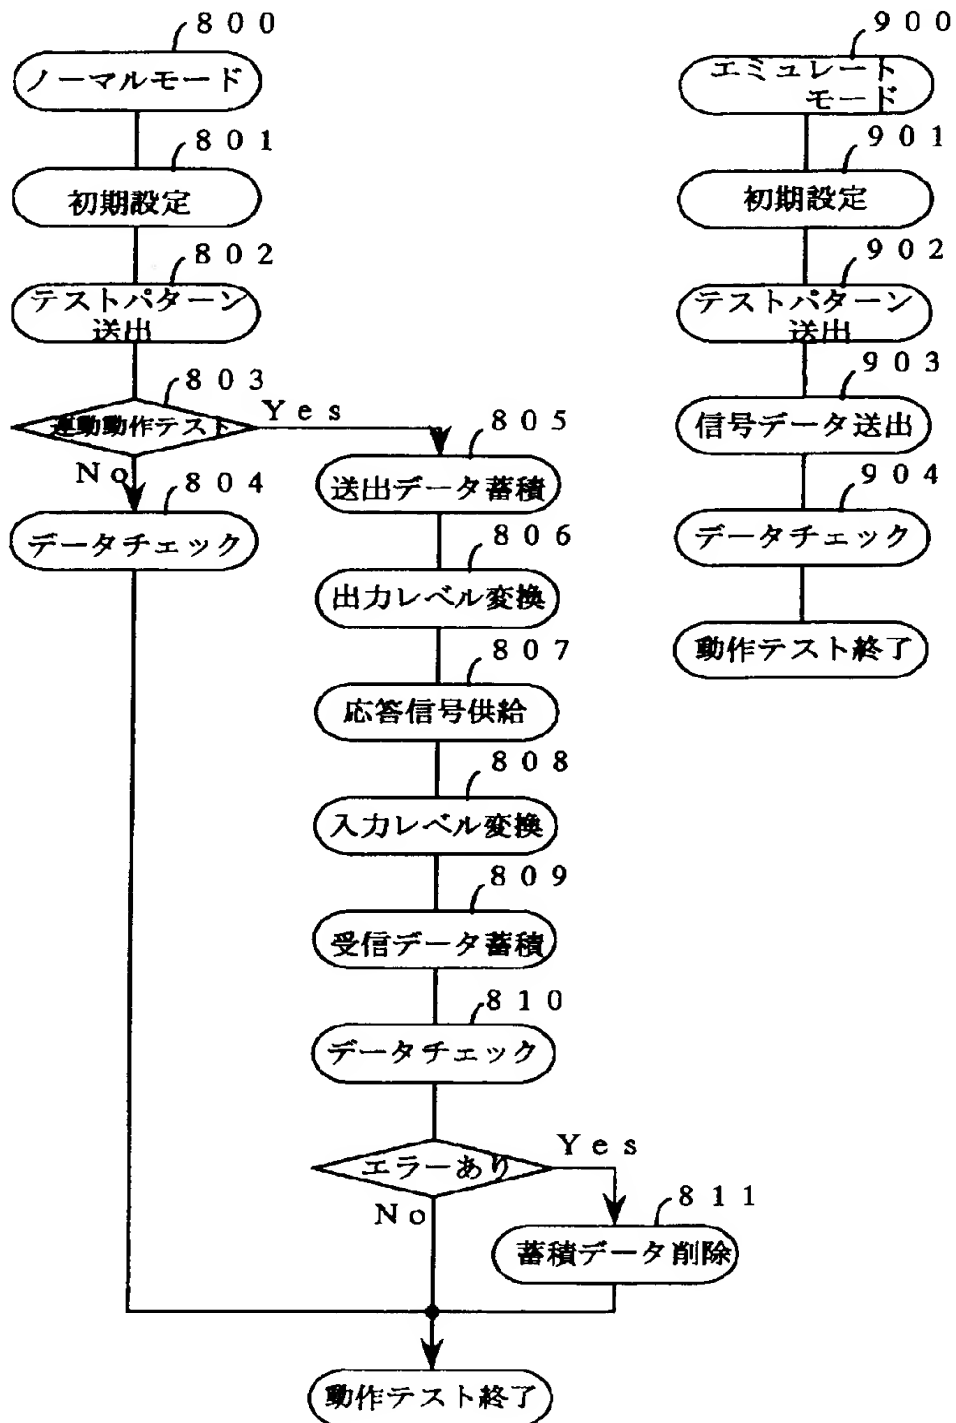 ８００
ノーマルモード
８０１
初期設定
８０２
テストパターン
送出
８０３
連動動作テスト
Ｙｅｓ
Ｎｏ
８０４
データチェック
８０５
送出データ蓄積
８０６
出力レベル変換
８０７
応答信号供給
８０８
入力レベル変換
８０９
受信データ蓄積
８１０
データチェック
エラーあり
Ｙｅｓ
Ｎｏ
８１１
蓄積データ削除
動作テスト終了
９００
エミュレート
モード
９０１
初期設定
９０２
テストパターン
送出
９０３
信号データ送出
９０４
データチェック
動作テスト終了